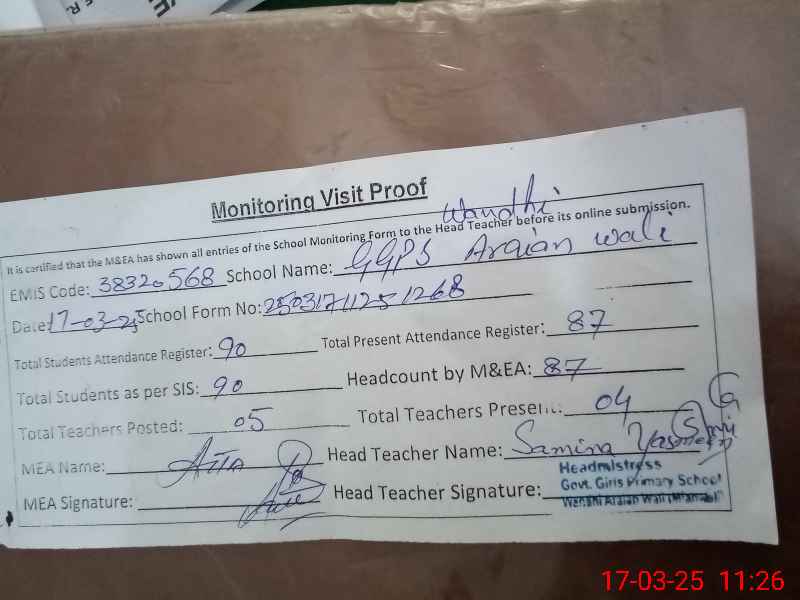 Monitoring Visit Proof
Wandhi
It is certified that the M&EA has shown all entries of the School Monitoring Form to the Head Teacher before its online submission.
EMIS Code: 38320568 School Name: GGPS Araian wali
Date: 17-03-25 School Form No: 25031711251268
Total Students Attendance Register: 90 Total Present Attendance Register: 87
Total Students as per SIS: 90 Headcount by M&EA: 87
Total Teachers Posted: 05 Total Teachers Present: 04
MEA Name: Atta Head Teacher Name: Samina Yasmeen
MEA Signature: Head Teacher Signature:
Headmistress
Govt. Girls Primary School
Wandhi Araian Wali
17-03-25 11:26